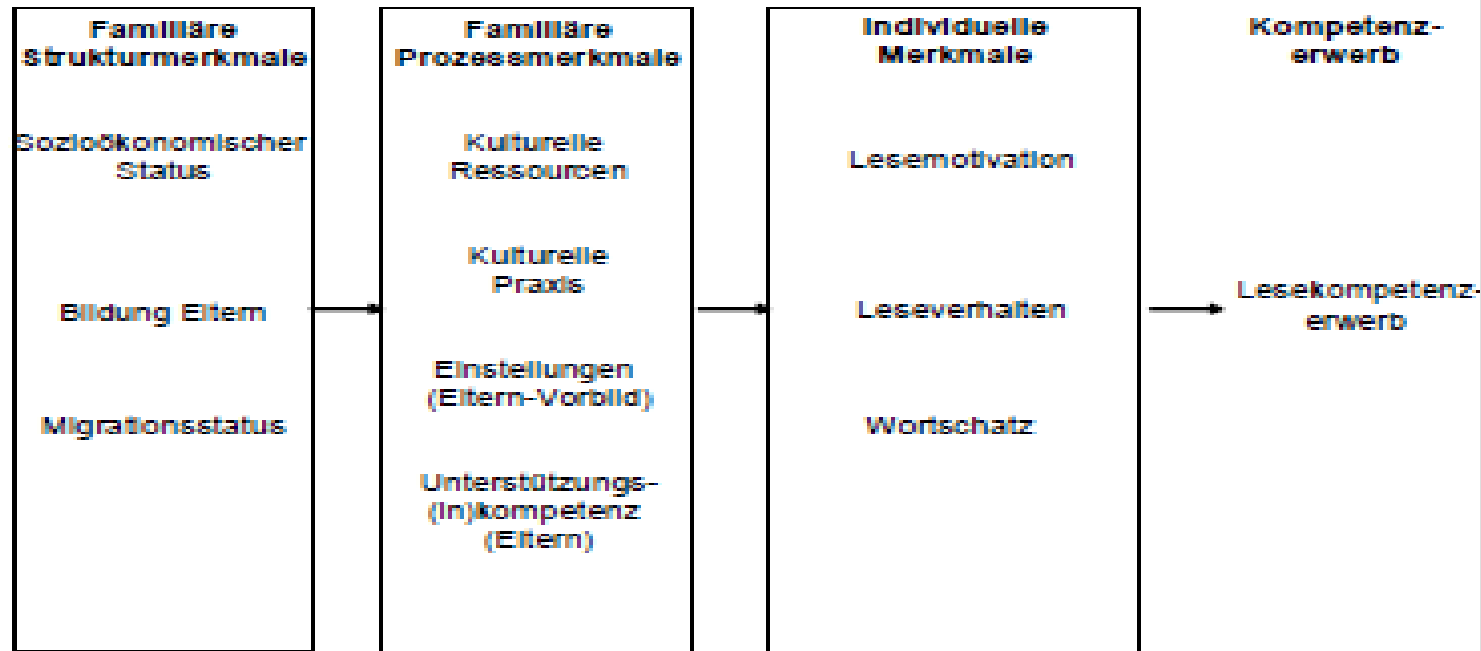 Familiäre
Strukturmerkmale
Sozioökonomischer
Status
Bildung Eltern
Migrationsstatus
Familiäre
Prozessmerkmale
Kulturelle
Ressourcen
Kulturelle
Praxis
Einstellungen
(Eltern-Vorbild)
Unterstützungs-
(In)kompetenz
(Eltern)
Individuelle
Merkmale
Lesemotivation
Leseverhalten
Wortschatz
Kompetenz-
erwerb
Lesekompetenz-
erwerb